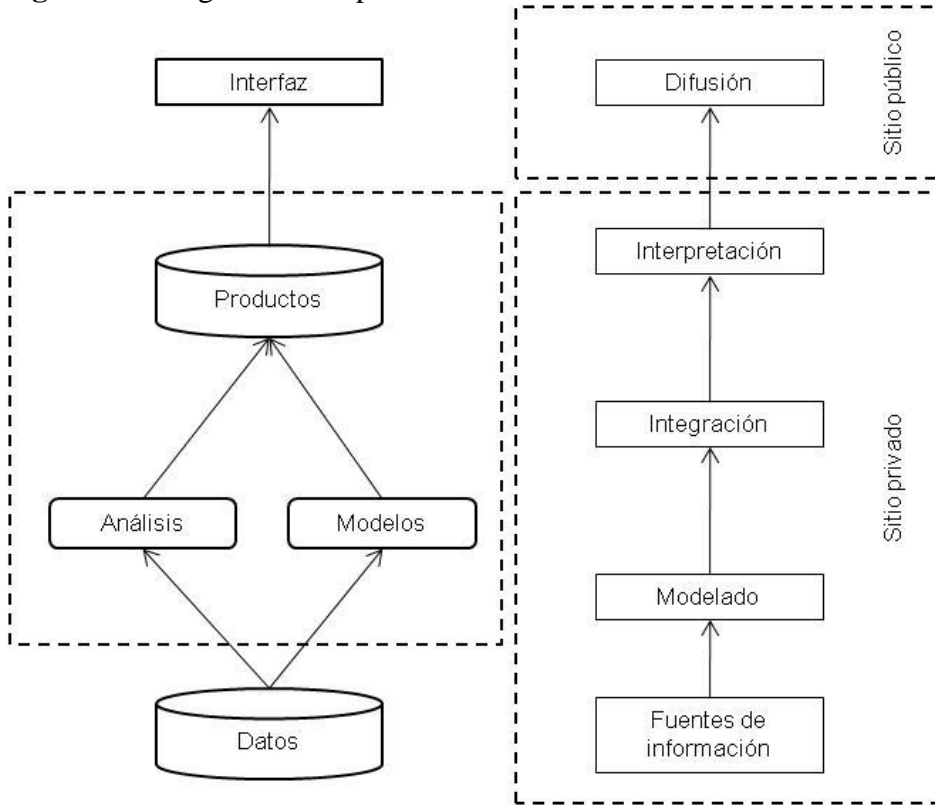 Interfaz
Productos
Análisis
Modelos
Datos
Difusión
Sitio público
Interpretación
Integración
Modelado
Fuentes de
información
Sitio privado